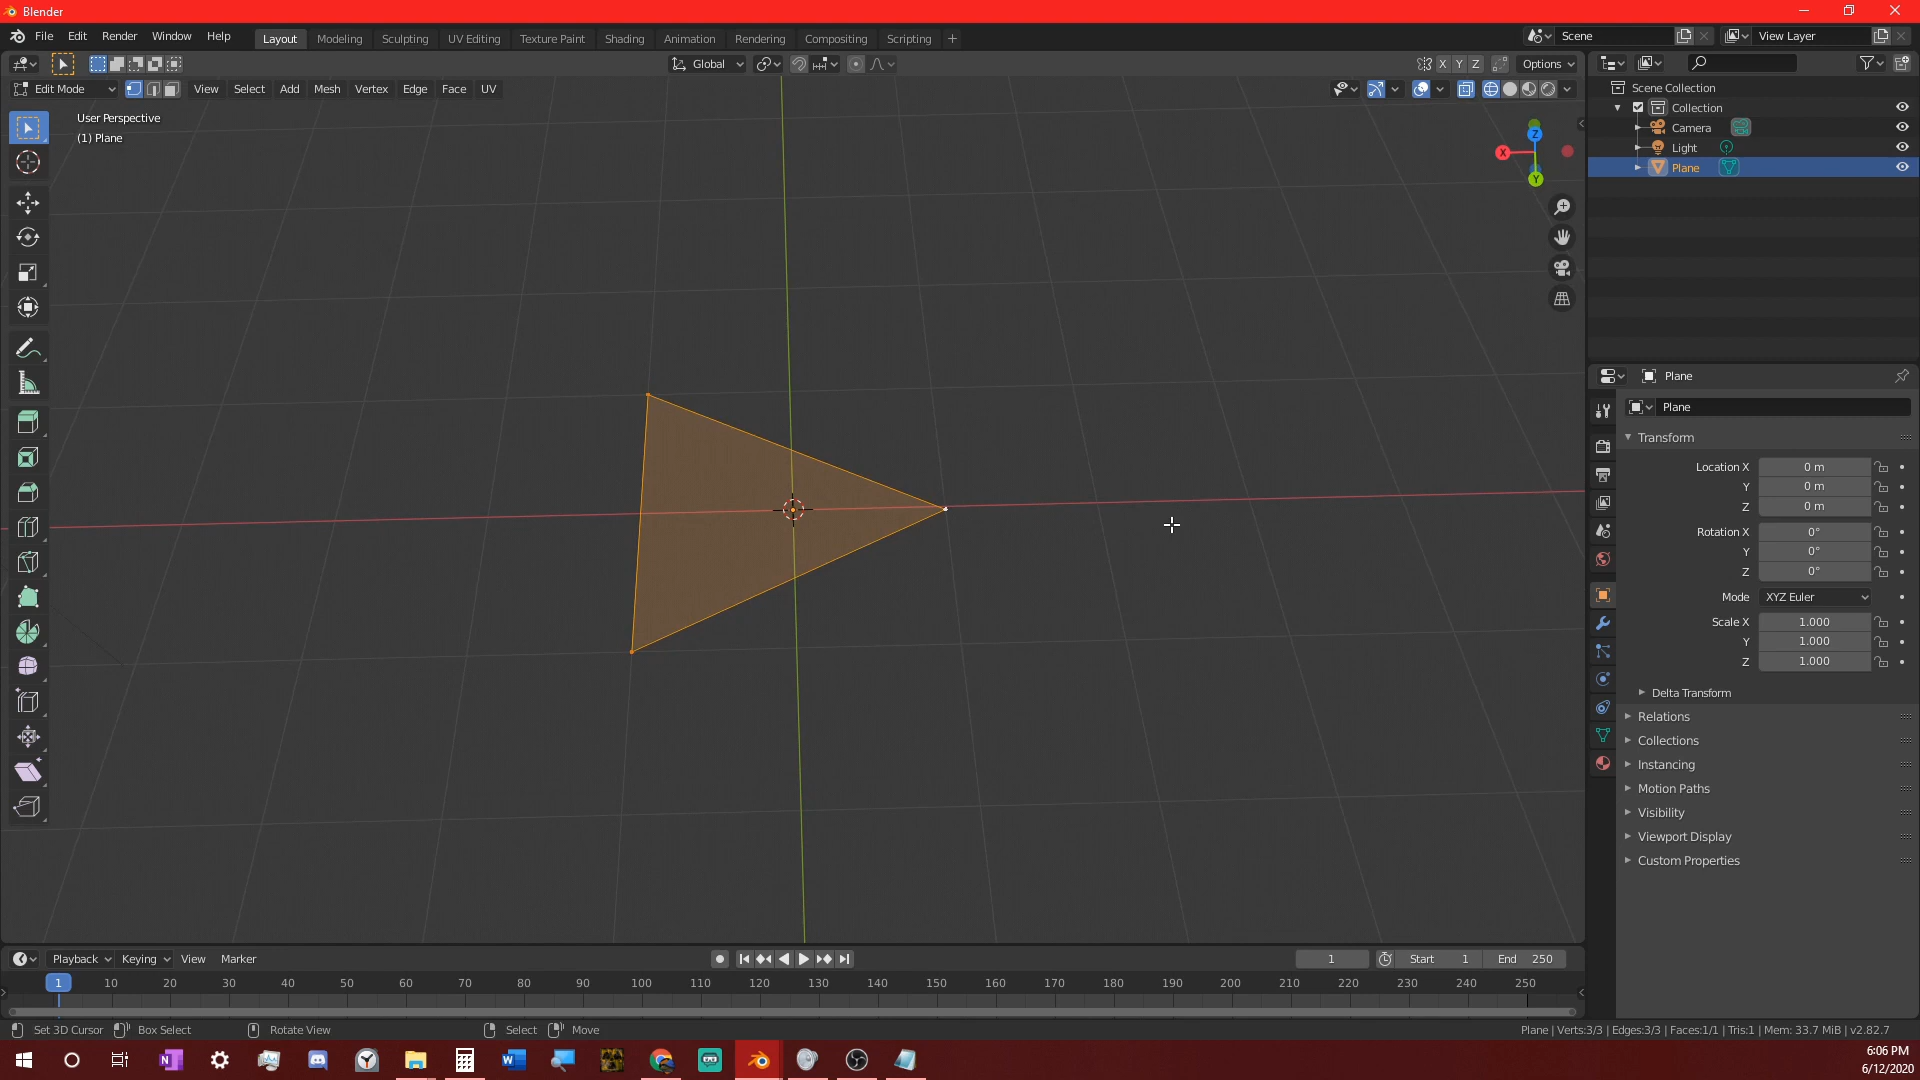 Blender
File Edit Render Window Help Layout Modeling Sculpting UV Editing Texture Paint Shading Animation Rendering Compositing Scripting + Scene View Layer
Global X Y Z Options
Edit Mode View Select Add Mesh Vertex Edge Face UV
User Perspective
(1) Plane
Z
X
Y
Scene Collection
Collection
Camera
Light
Plane
Plane
Plane
Transform
Location X 0 m
Y 0 m
Z 0 m
Rotation X 0°
Y 0°
Z 0°
Mode XYZ Euler
Scale X 1.000
Y 1.000
Z 1.000
Delta Transform
Relations
Collections
Instancing
Motion Paths
Visibility
Viewport Display
Custom Properties
Playback Keying View Marker 1 Start 1 End 250
1 10 20 30 40 50 60 70 80 90 100 110 120 130 140 150 160 170 180 190 200 210 220 230 240 250
Set 3D Cursor Box Select Rotate View Select Move Plane | Verts:3/3 | Edges:3/3 | Faces:1/1 | Tris:1 | Mem: 33.7 MiB | v2.82.7
N W
6:06 PM
6/12/2020